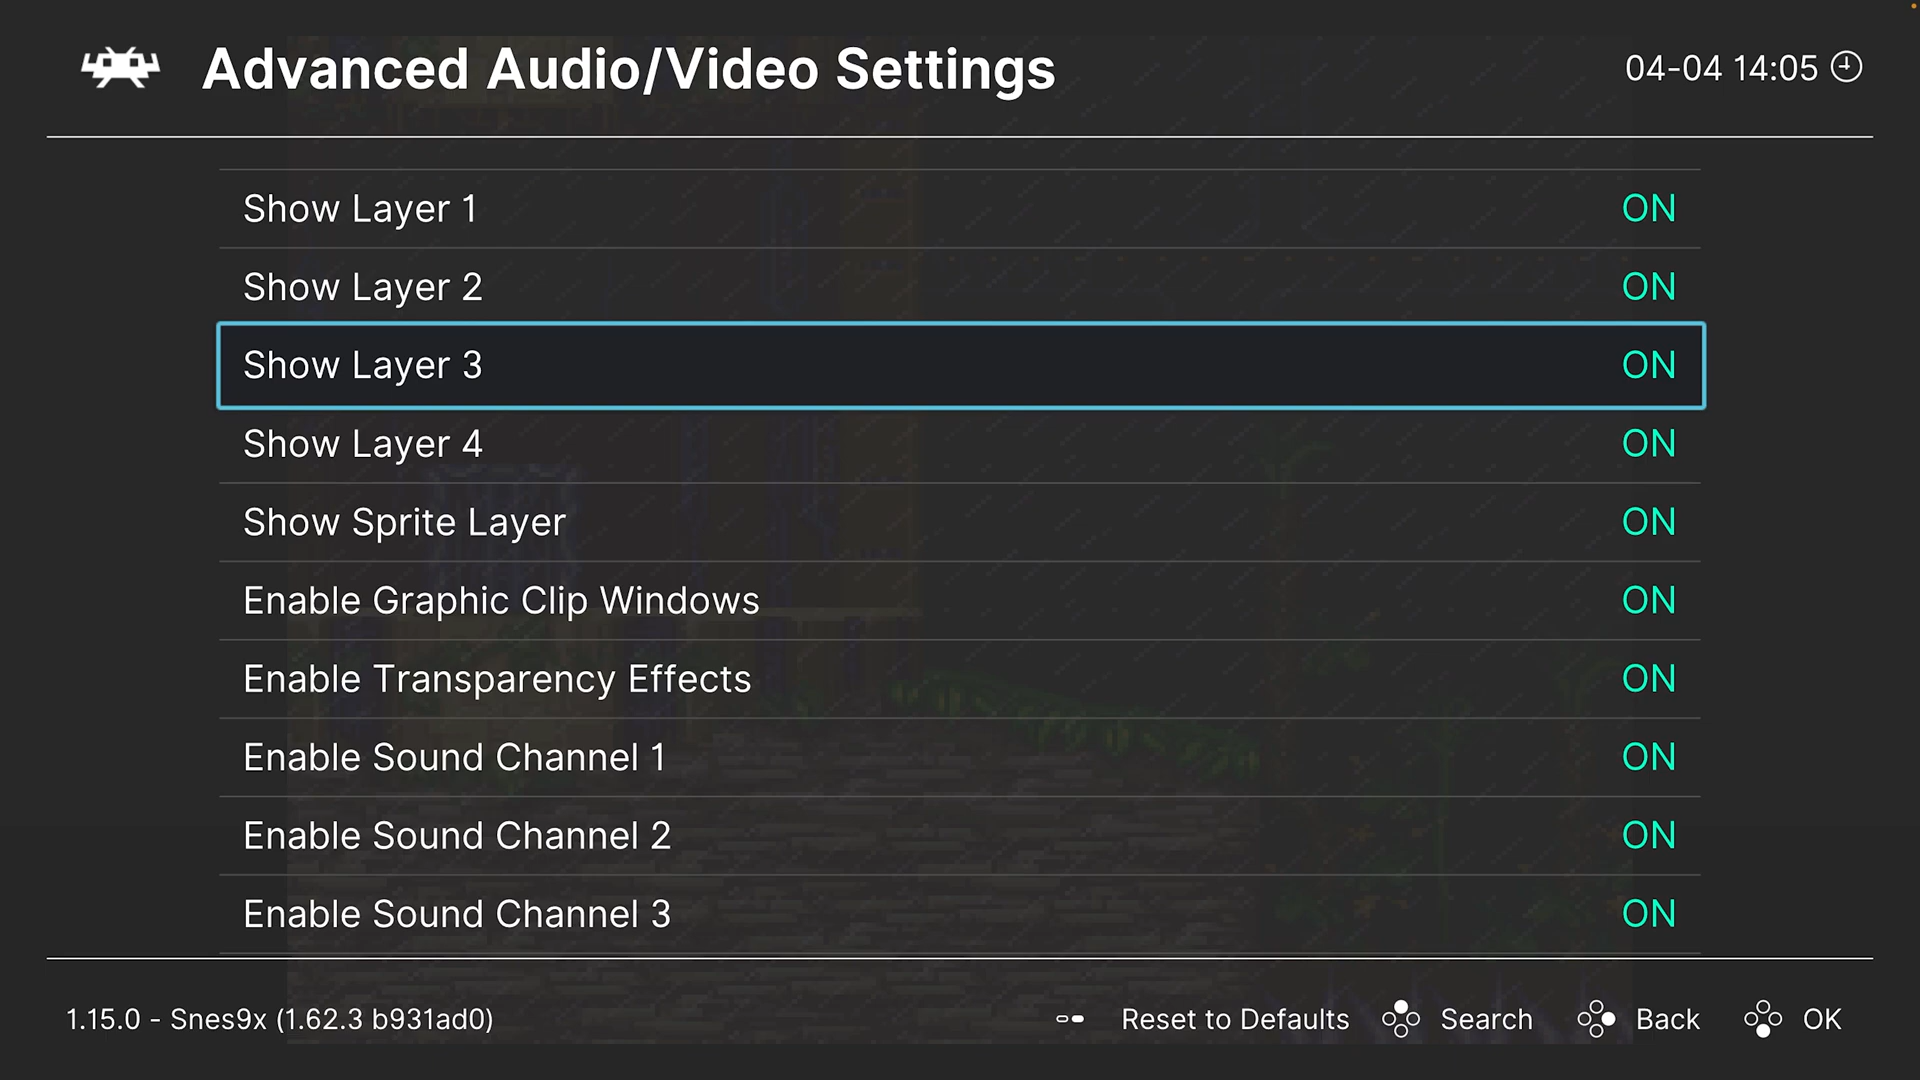 Advanced Audio/Video Settings
04-04 14:05
Show Layer 1 ON
Show Layer 2 ON
Show Layer 3 ON
Show Layer 4 ON
Show Sprite Layer ON
Enable Graphic Clip Windows ON
Enable Transparency Effects ON
Enable Sound Channel 1 ON
Enable Sound Channel 2 ON
Enable Sound Channel 3 ON
1.15.0 - Snes9x (1.62.3 b931ad0)
Reset to Defaults Search Back OK